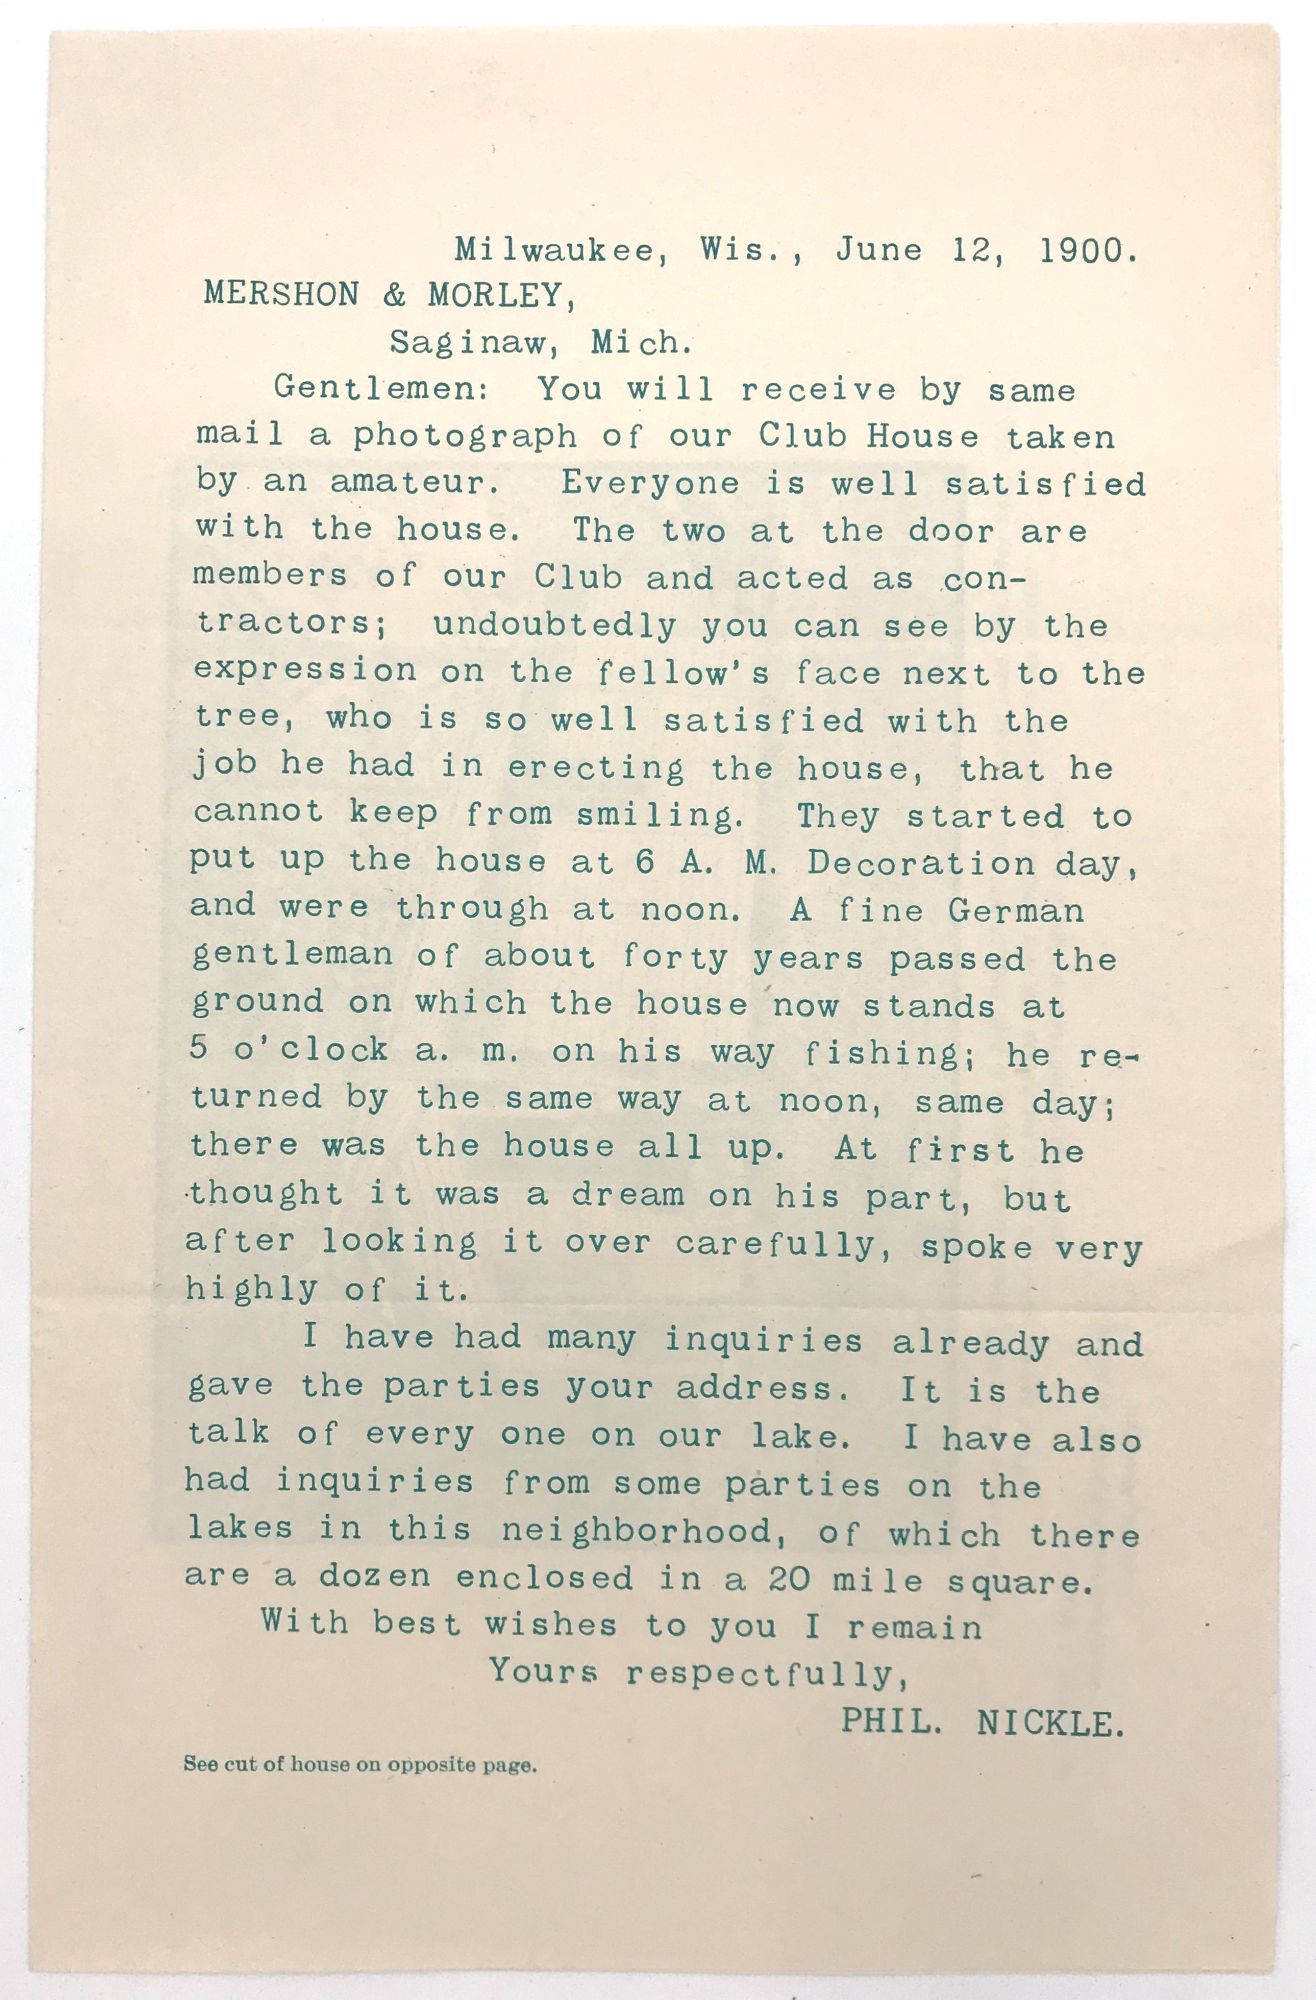 Milwaukee, Wis., June 12, 1900.
MERSHON & MORLEY,
Saginaw, Mich.
Gentlemen: You will receive by same
mail a photograph of our Club House taken
by an amateur. Everyone is well satisfied
with the house. The two at the door are
members of our Club and acted as con-
tractors; undoubtedly you can see by the
expression on the fellow's face next to the
tree, who is so well satisfied with the
job he had in erecting the house, that he
cannot keep from smiling. They started to
put up the house at 6 A. M. Decoration day,
and were through at noon. A fine German
gentleman of about forty years passed the
ground on which the house now stands at
5 o'clock a. m. on his way fishing; he re-
turned by the same way at noon, same day;
there was the house all up. At first he
thought it was a dream on his part, but
after looking it over carefully, spoke very
highly of it.
I have had many inquiries already and
gave the parties your address. It is the
talk of every one on our lake. I have also
had inquiries from some parties on the
lakes in this neighborhood, of which there
are a dozen enclosed in a 20 mile square.
With best wishes to you I remain
Yours respectfully,
PHIL. NICKLE.
See cut of house on opposite page.